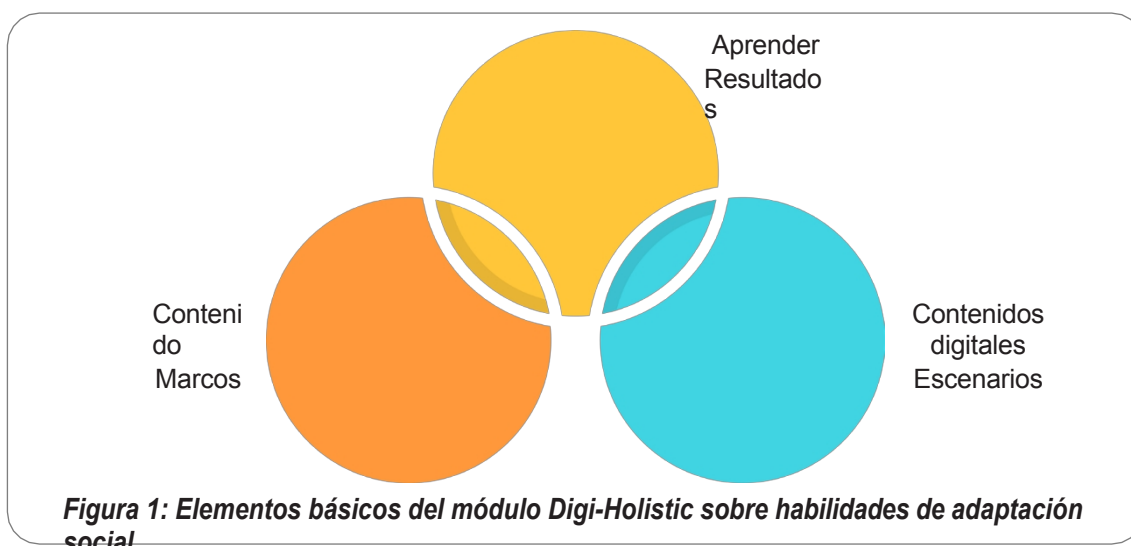 Aprender
Resultado
s
Conteni
do
Marcos
Contenidos
digitales
Escenarios
Figura 1: Elementos básicos del módulo Digi-Holistic sobre habilidades de adaptación
social